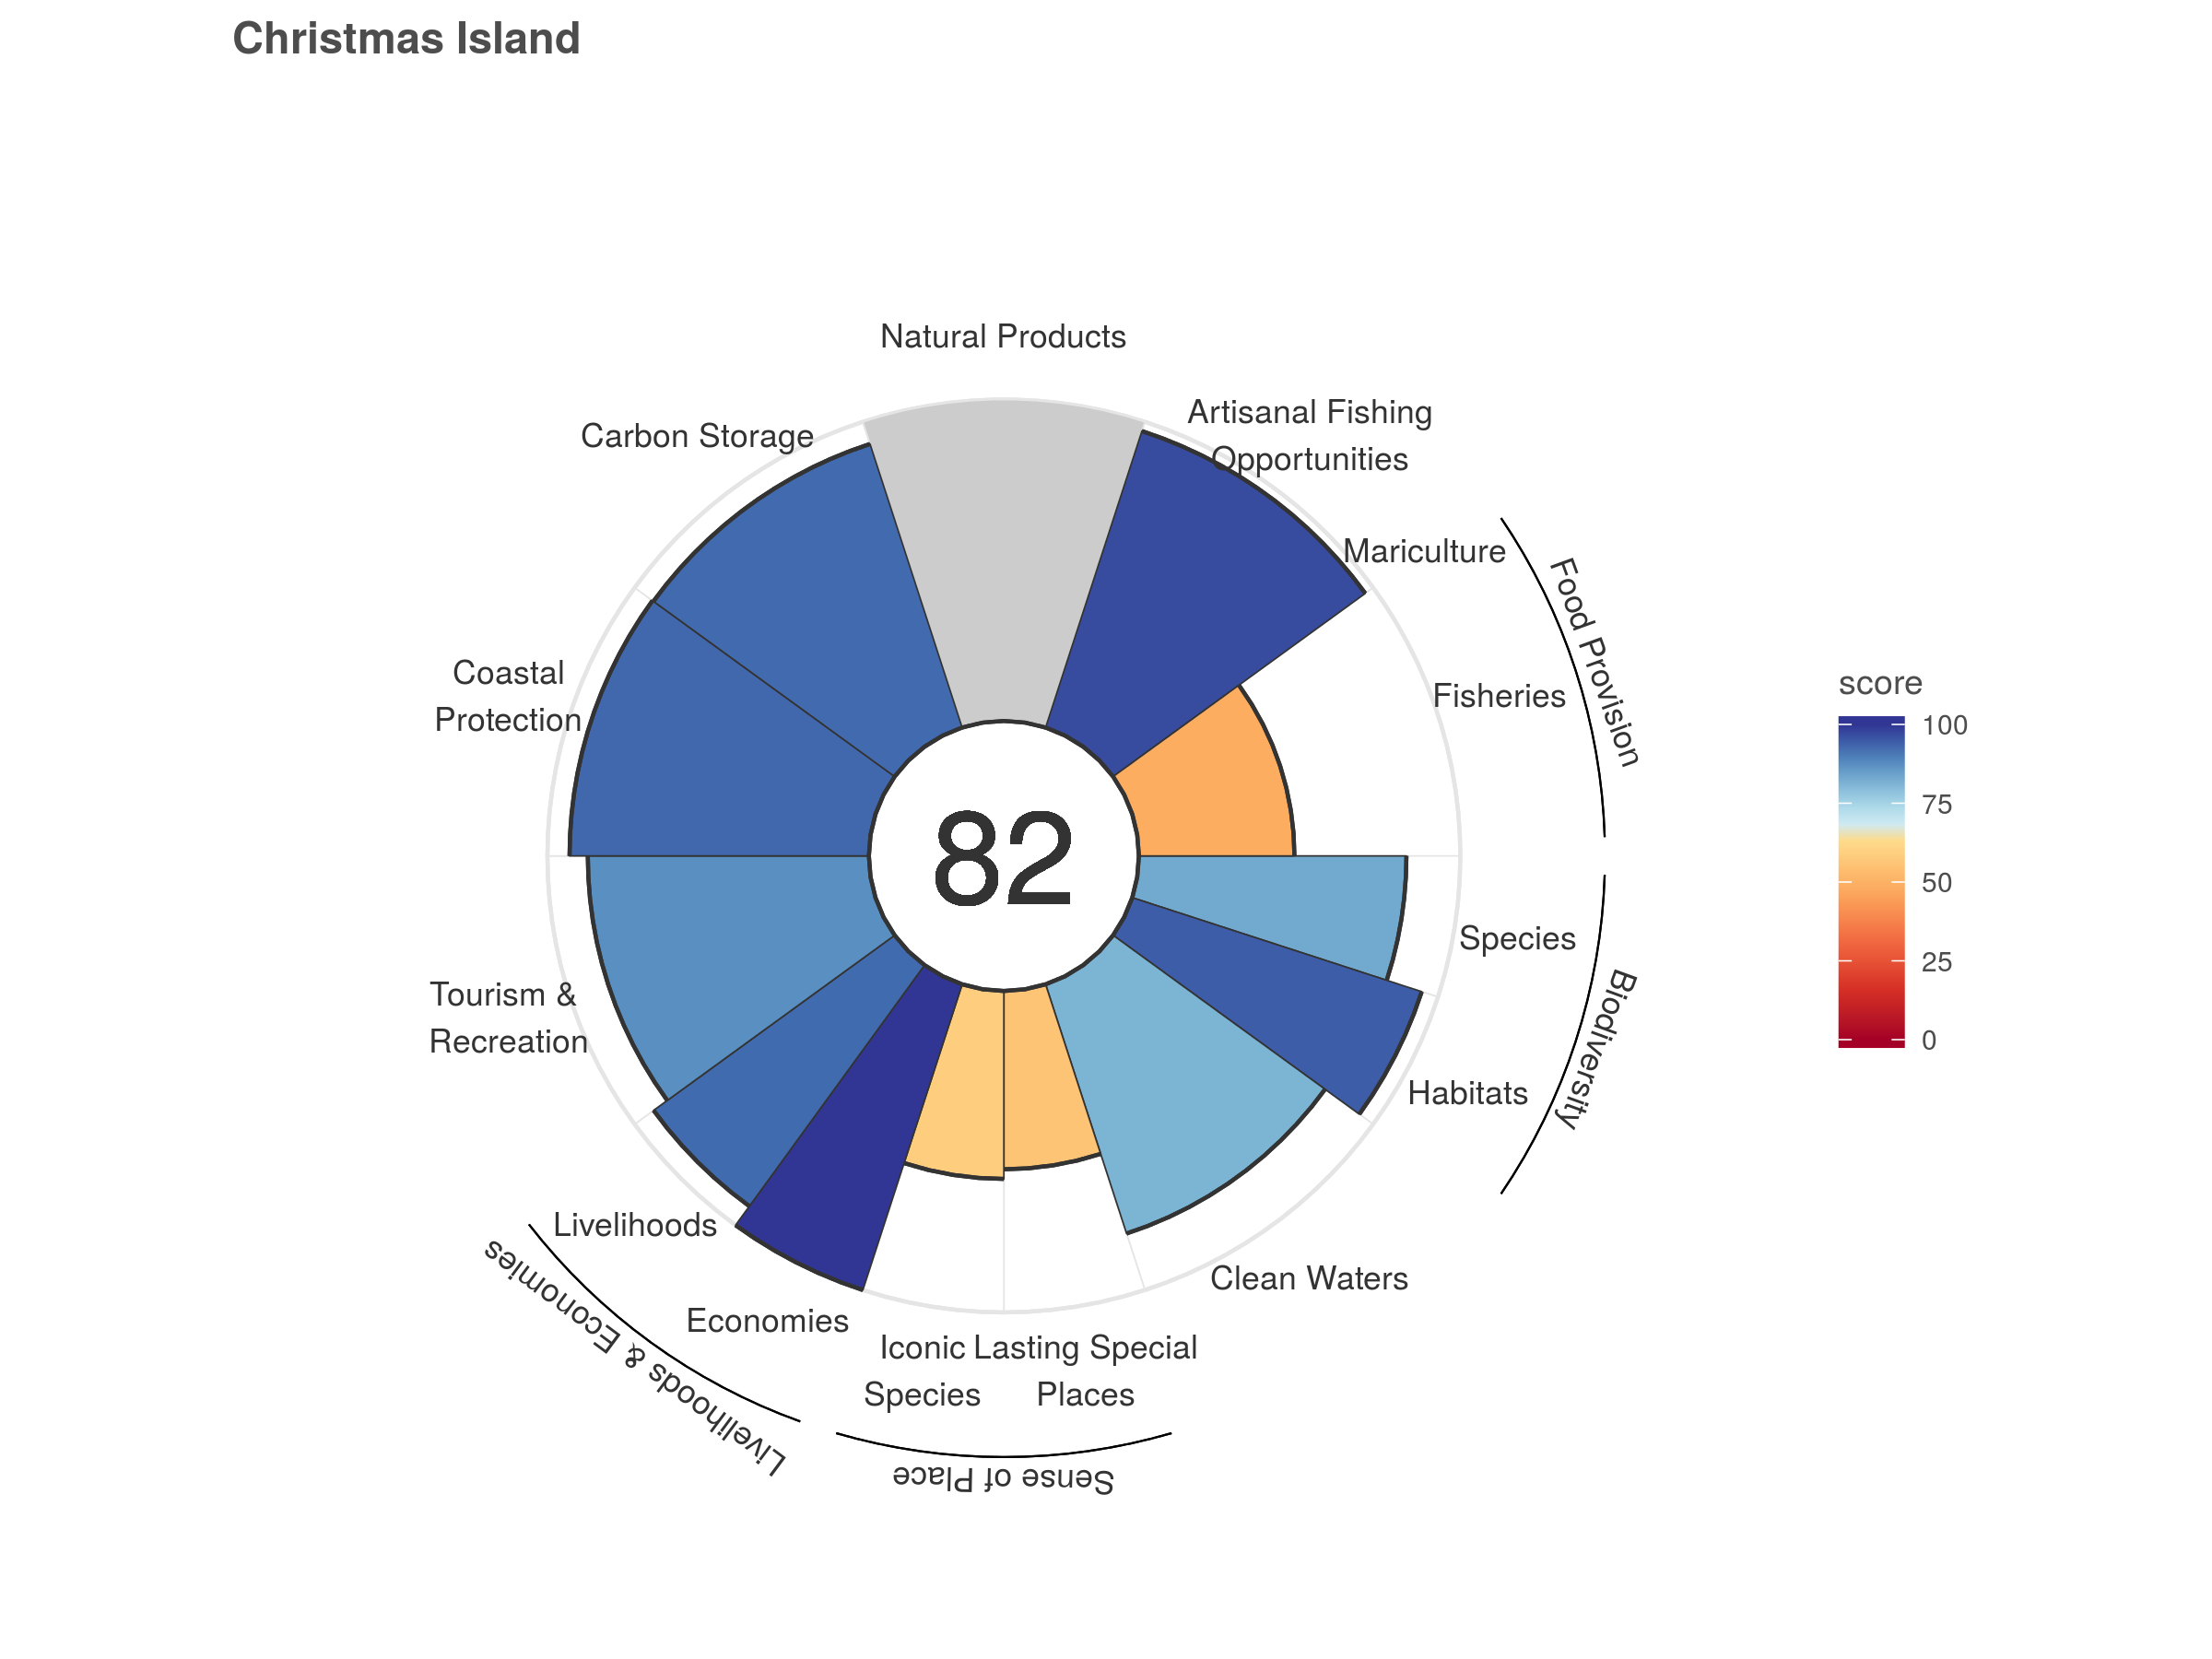 Christmas Island
Natural Products
Artisanal Fishing
Opportunities
Carbon Storage
Mariculture
Food Provision
Fisheries
Coastal
Protection
score
100
75
50
25
0
82
Species
Biodiversity
Tourism &
Recreation
Habitats
Livelihoods
Clean Waters
Economies
Livelihoods & Economies
Iconic
Species
Lasting Special
Places
Sense of Place